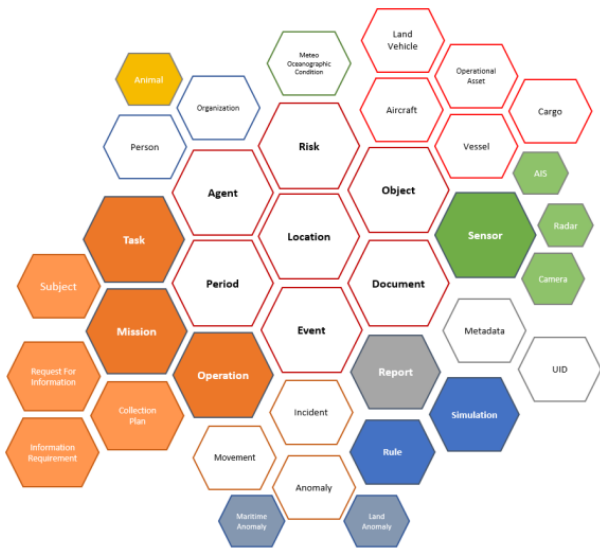 Land
Vehicle
Meteo
Oceanographic
Condition
Animal
Operational
Asset
Organization
Aircraft
Cargo
Person
Risk
Vessel
AIS
Agent
Object
Task
Location
Sensor
Radar
Subject
Period
Document
Camera
Mission
Event
Metadata
Request For
Information
Operation
Report
UID
Collection
Plan
Incident
Simulation
Information
Requirement
Movement
Rule
Anomaly
Maritime
Anomaly
Land
Anomaly